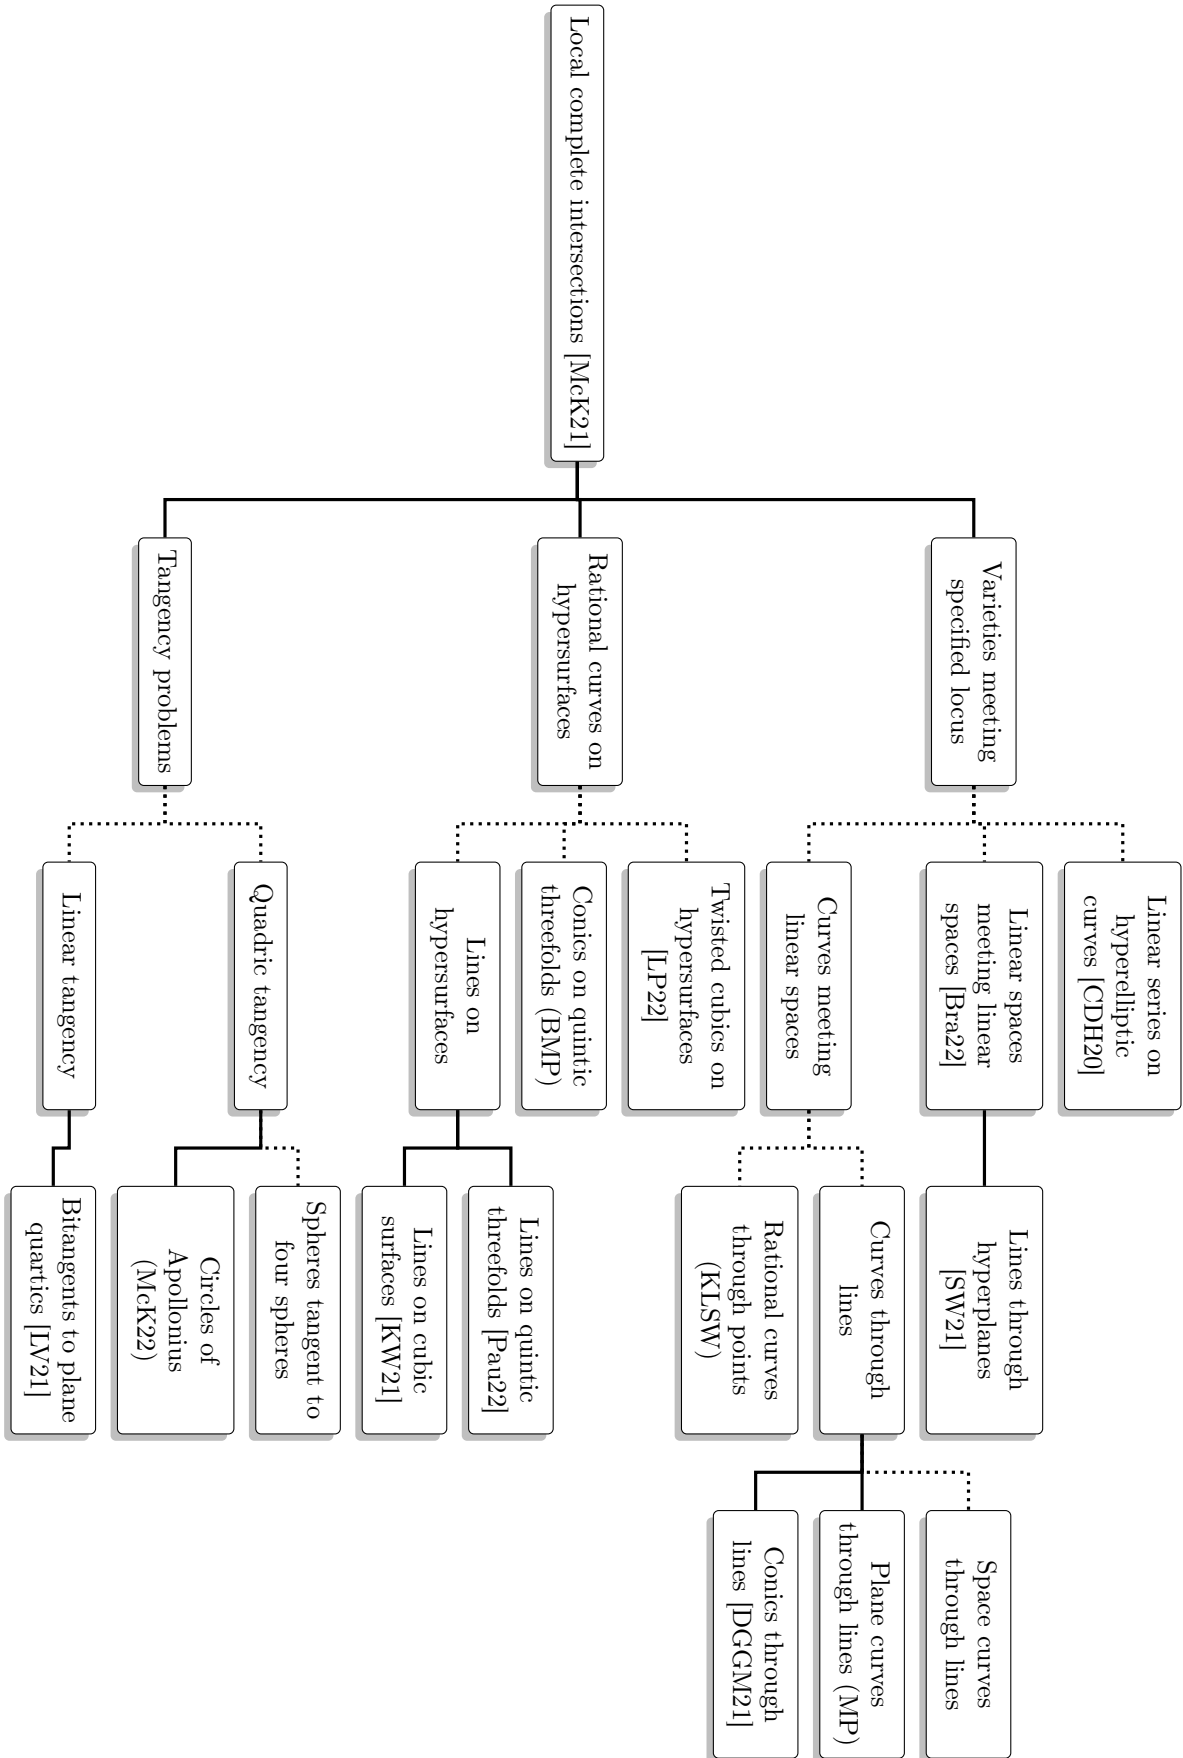 Local complete intersections [McK21]
Varieties meeting
specified locus
Linear series on
hyperelliptic
curves [CDH20]
Linear spaces
meeting linear
spaces [Bra22]
Lines through
hyperplanes
[SW21]
Curves meeting
linear spaces
Curves through
lines
Space curves
through lines
Plane curves
through lines (MP)
Conics through
lines [DGGM21]
Rational curves
through points
(KLSW)
Rational curves on
hypersurfaces
Twisted cubics on
hypersurfaces
[LP22]
Conics on quintic
threefolds (BMP)
Lines on
hypersurfaces
Lines on quintic
threefolds [Pau22]
Lines on cubic
surfaces [KW21]
Tangency problems
Quadric tangency
Spheres tangent to
four spheres
Circles of
Apollonius
(McK22)
Linear tangency
Bitangents to plane
quartics [LV21]